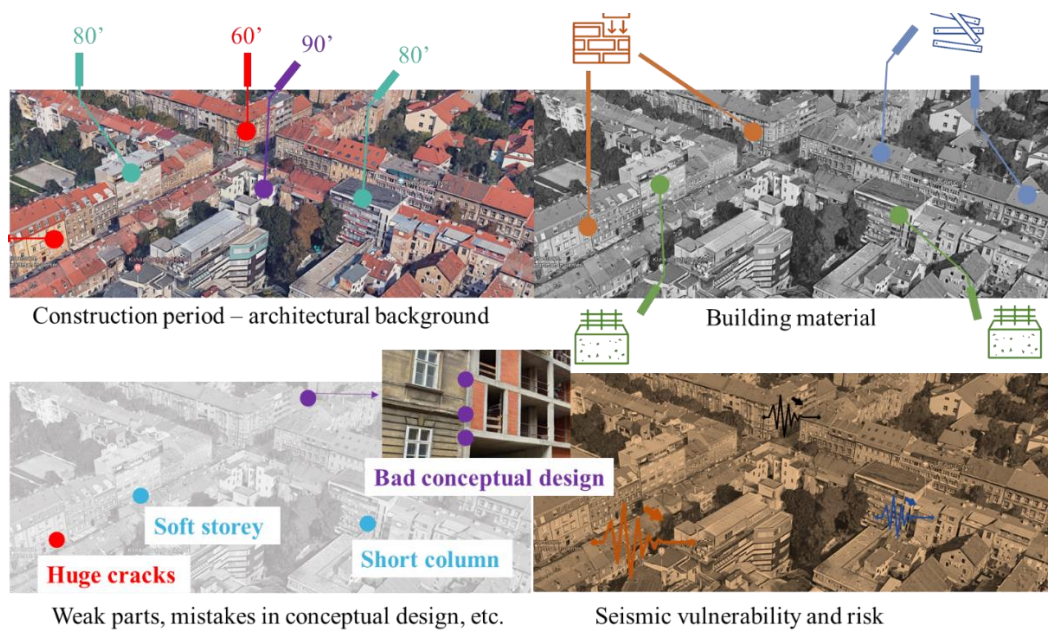 80’
60’
90’
80’
Construction period – architectural background
Building material
Bad conceptual design
Soft storey
Short column
Huge cracks
Weak parts, mistakes in conceptual design, etc.
Seismic vulnerability and risk